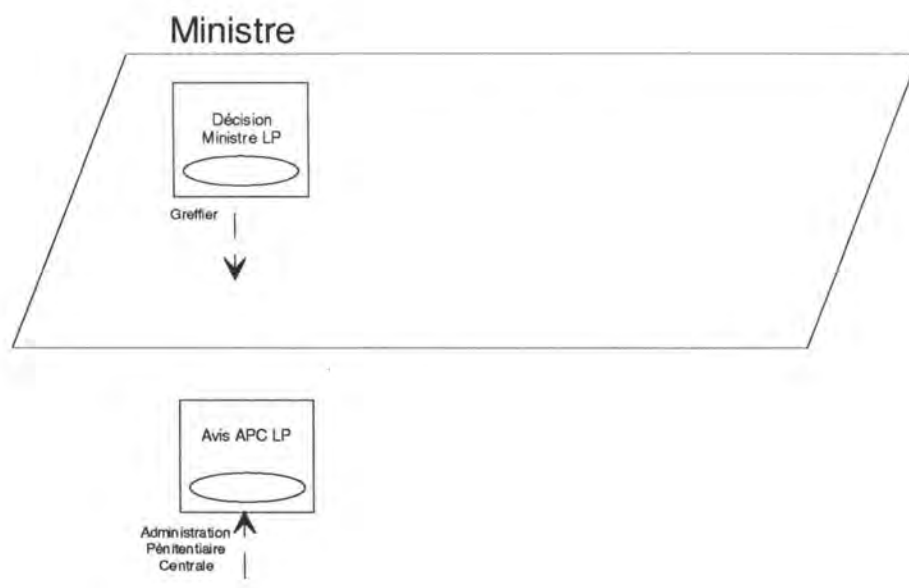 Ministre
Décision
Ministre LP
Greffier
Avis APC LP
Administration
Pénitentiaire
Centrale